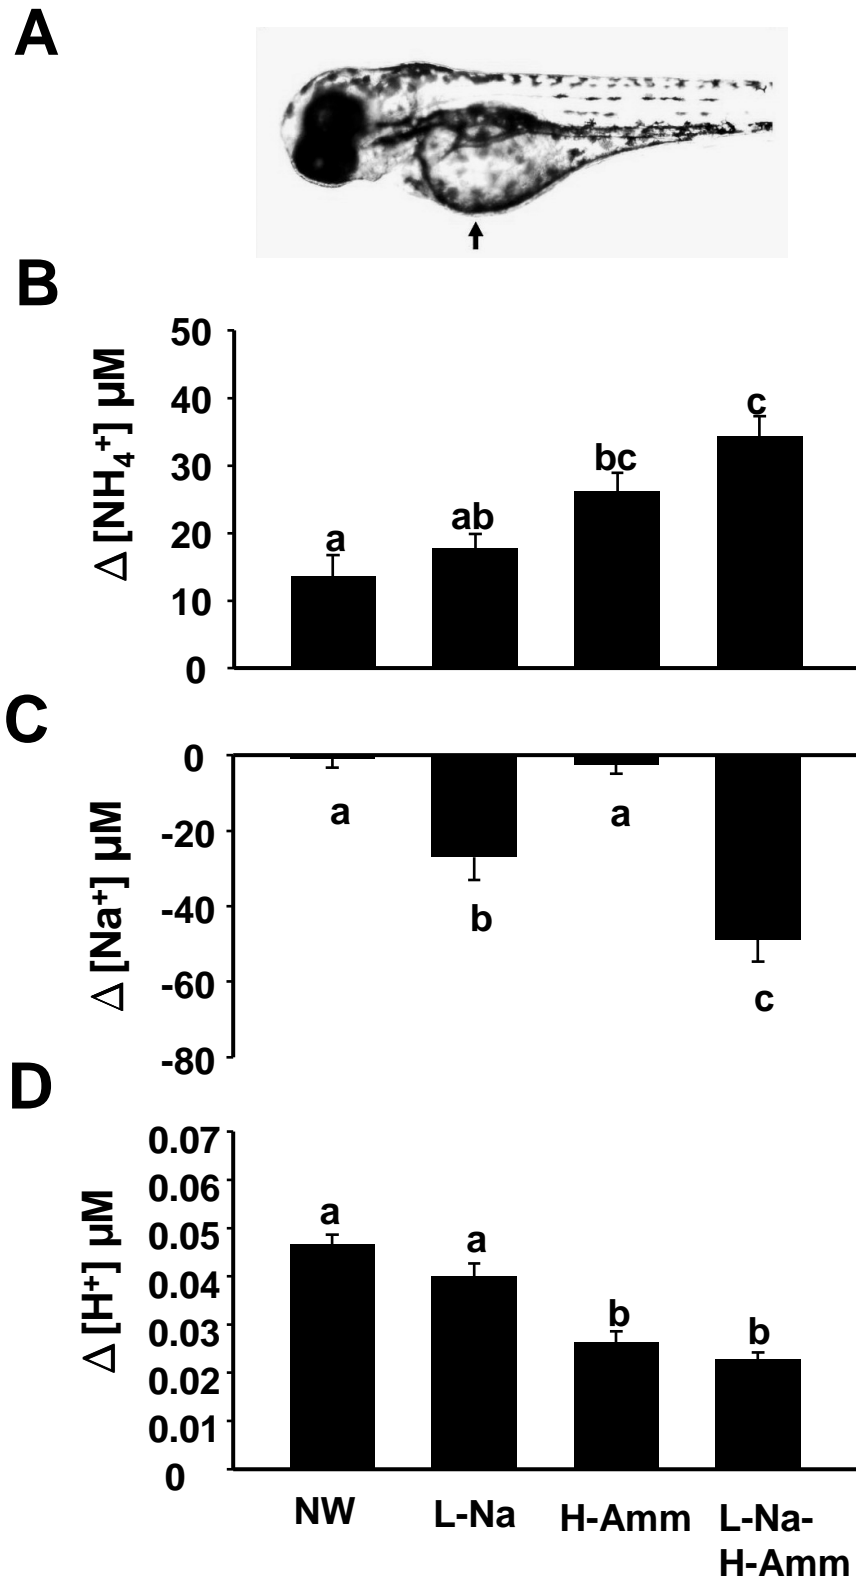 A
B
Δ [NH₄⁺] µM
50
40
30
20
10
0
a
ab
bc
c
C
Δ [Na⁺] µM
0
-20
-40
-60
-80
a
b
a
c
D
Δ [H⁺] µM
0.07
0.06
0.05
0.04
0.03
0.02
0.01
0
a
a
b
b
NW
L-Na
H-Amm
L-Na-
H-Amm